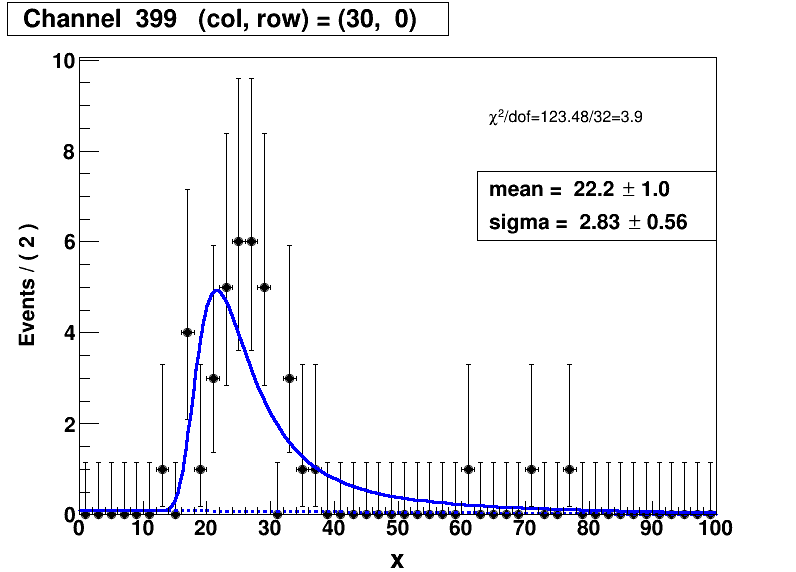 Channel 399 (col, row) = (30, 0)
χ²/dof=123.48/32=3.9
mean = 22.2 ± 1.0
sigma = 2.83 ± 0.56
Events / ( 2 )
10
8
6
4
2
0
0 10 20 30 40 50 60 70 80 90 100
x